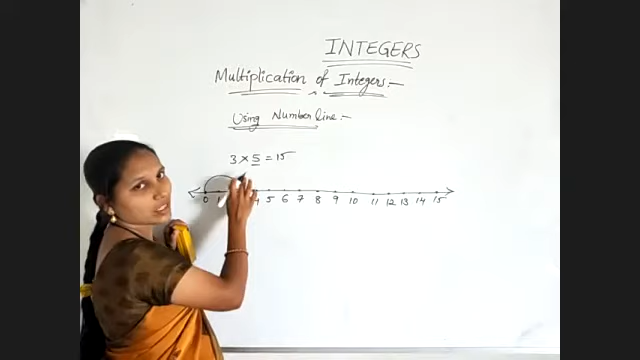 INTEGERS
Multiplication of Integers:-
Using Number line:-
3 × 5 = 15
0 1 4 5 6 7 8 9 10 11 12 13 14 15